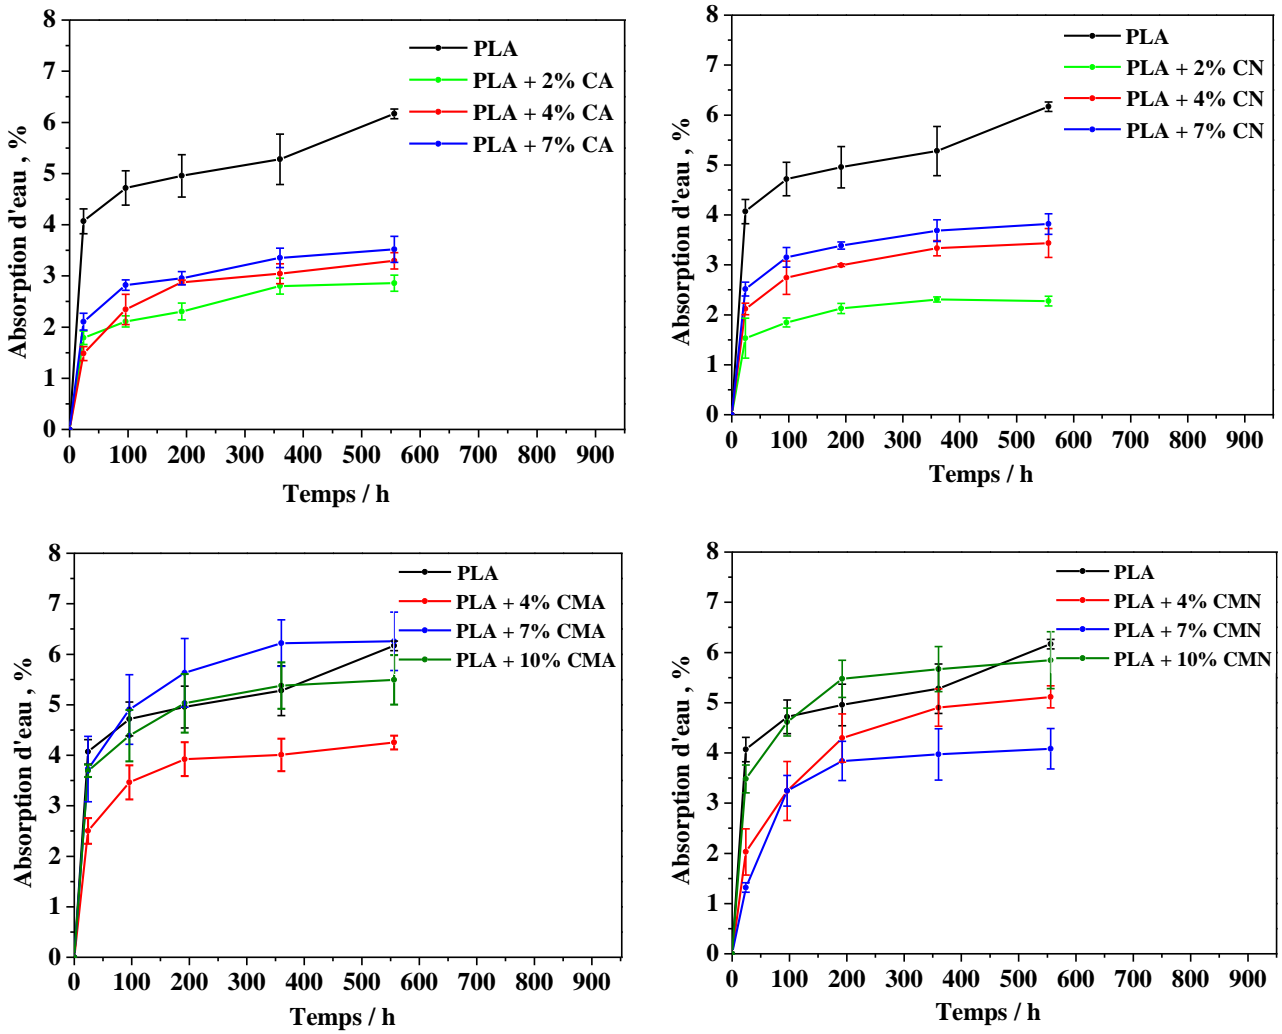 8
7
6
5
4
3
2
1
0
Absorption d'eau , %
PLA
PLA + 2% CA
PLA + 4% CA
PLA + 7% CA
0 100 200 300 400 500 600 700 800 900
Temps / h
8
7
6
5
4
3
2
1
0
Absorption d'eau , %
PLA
PLA + 2% CN
PLA + 4% CN
PLA + 7% CN
0 100 200 300 400 500 600 700 800 900
Temps / h
8
7
6
5
4
3
2
1
0
Absorption d'eau , %
PLA
PLA + 4% CMA
PLA + 7% CMA
PLA + 10% CMA
0 100 200 300 400 500 600 700 800 900
Temps / h
8
7
6
5
4
3
2
1
0
Absorption d'eau , %
PLA
PLA + 4% CMN
PLA + 7% CMN
PLA + 10% CMN
0 100 200 300 400 500 600 700 800 900
Temps / h